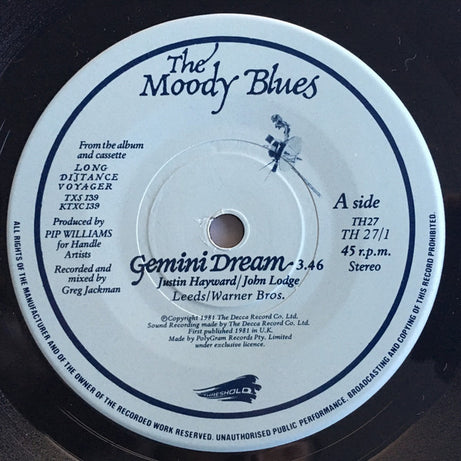 The
Moody Blues
From the album
and cassette
LONG
DISTANCE
VOYAGER
TXS 139
KTXC 139
Produced by
PIP WILLIAMS
for Handle
Artists
Recorded and
mixed by
Greg Jackman
A side
TH27
TH 27/1
45 r.p.m.
Stereo
Gemini Dream - 3.46
Justin Hayward/John Lodge
Leeds/Warner Bros.
©Copyright 1981 The Decca Record Co. Ltd.
Sound Recording made by The Decca Record Co. Ltd.
First published 1981 in U.K.
Made by PolyGram Records Pty. Limited
under exclusive licence.
THRESHOLD
ALL RIGHTS OF THE MANUFACTURER AND OF THE OWNER OF THE RECORDED WORK RESERVED. UNAUTHORISED PUBLIC PERFORMANCE, BROADCASTING AND COPYING OF THIS RECORD PROHIBITED.